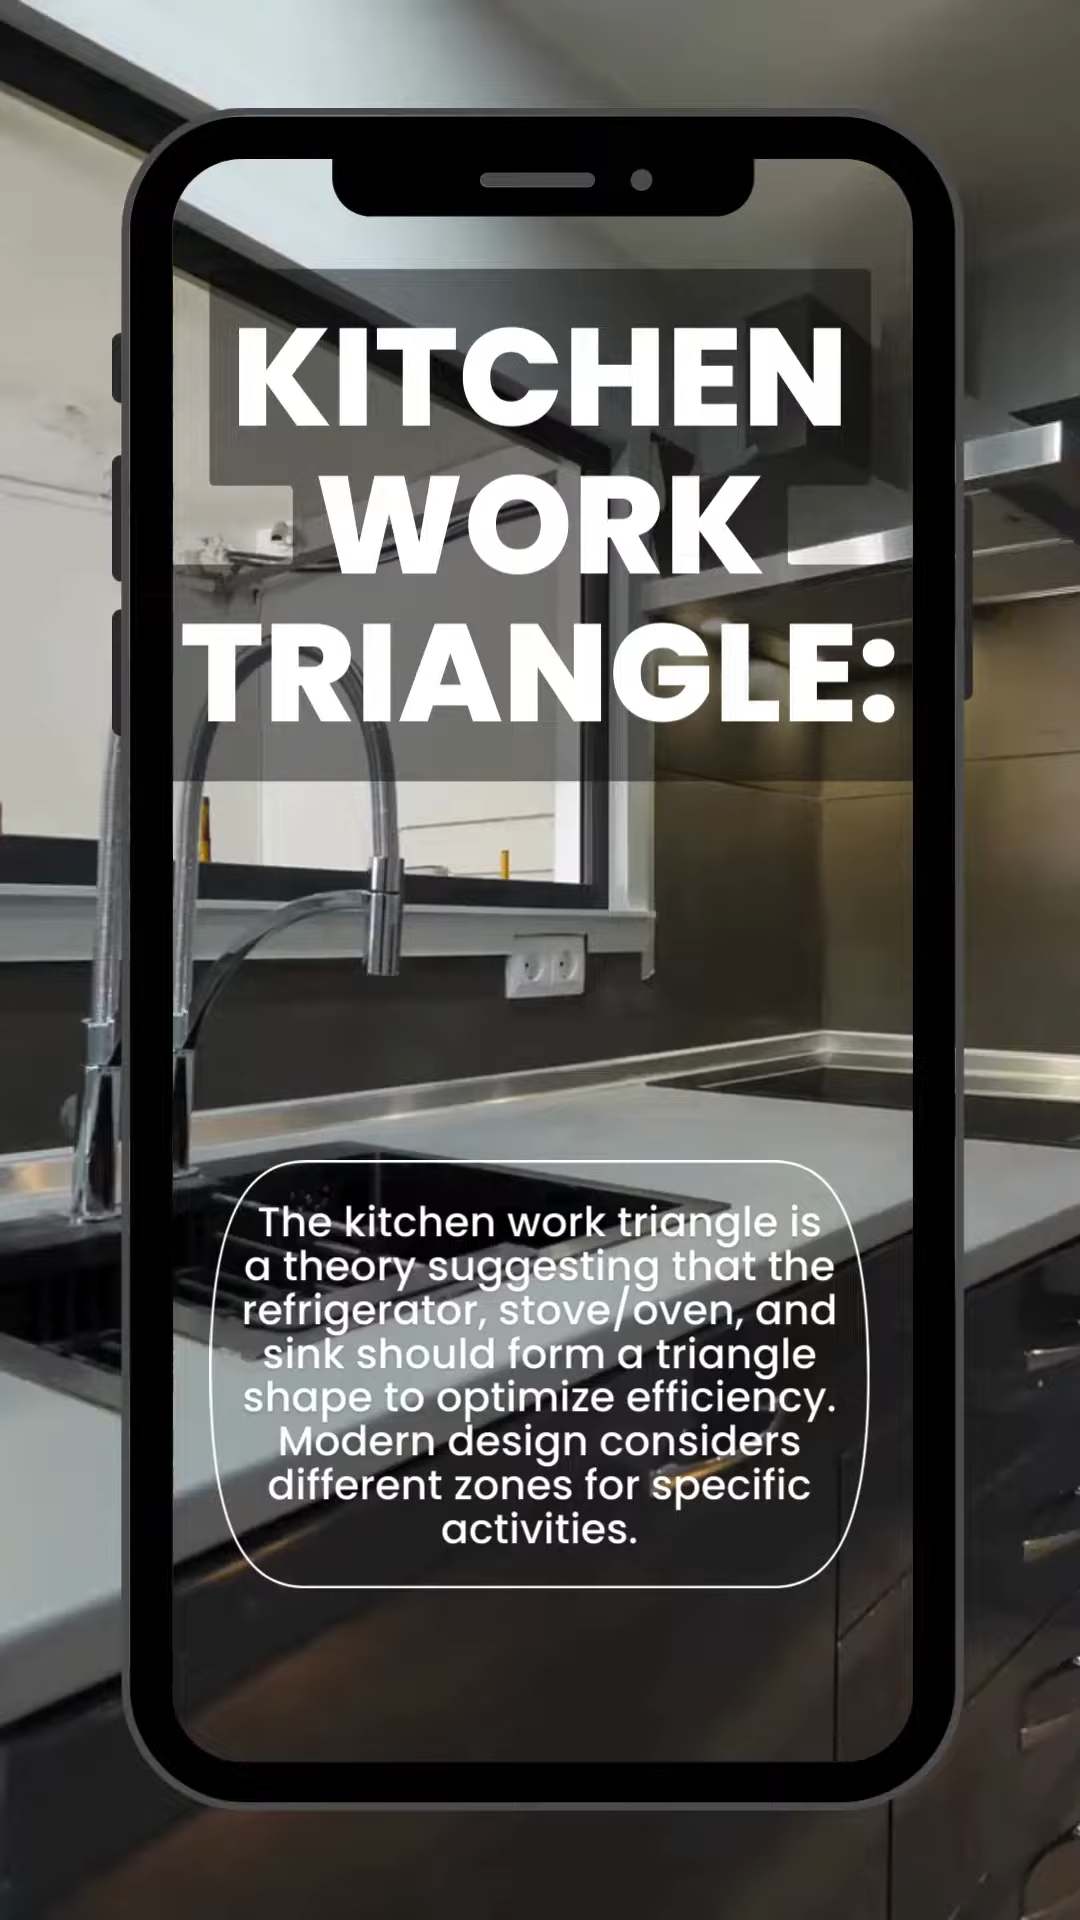 KITCHEN
WORK
TRIANGLE:
The kitchen work triangle is
a theory suggesting that the
refrigerator, stove/oven, and
sink should form a triangle
shape to optimize efficiency.
Modern design considers
different zones for specific
activities.